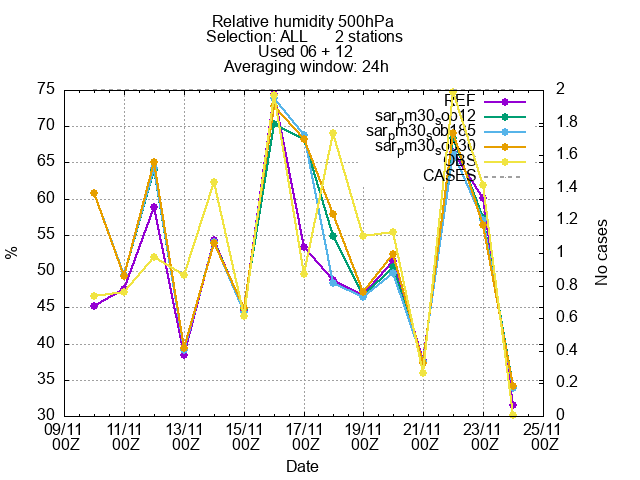 Relative humidity 500hPa
Selection: ALL 2 stations
Used 06 + 12
Averaging window: 24h
75
70
65
60
55
50
45
40
35
30
%
2
1.8
1.6
1.4
1.2
1
0.8
0.6
0.4
0.2
0
No cases
REF
sarpm30sob12
sarpm30sob185
sarpm30sob30
OBS
CASES
09/11 11/11 13/11 15/11 17/11 19/11 21/11 23/11 25/11
00Z 00Z 00Z 00Z 00Z 00Z 00Z 00Z 00Z
Date